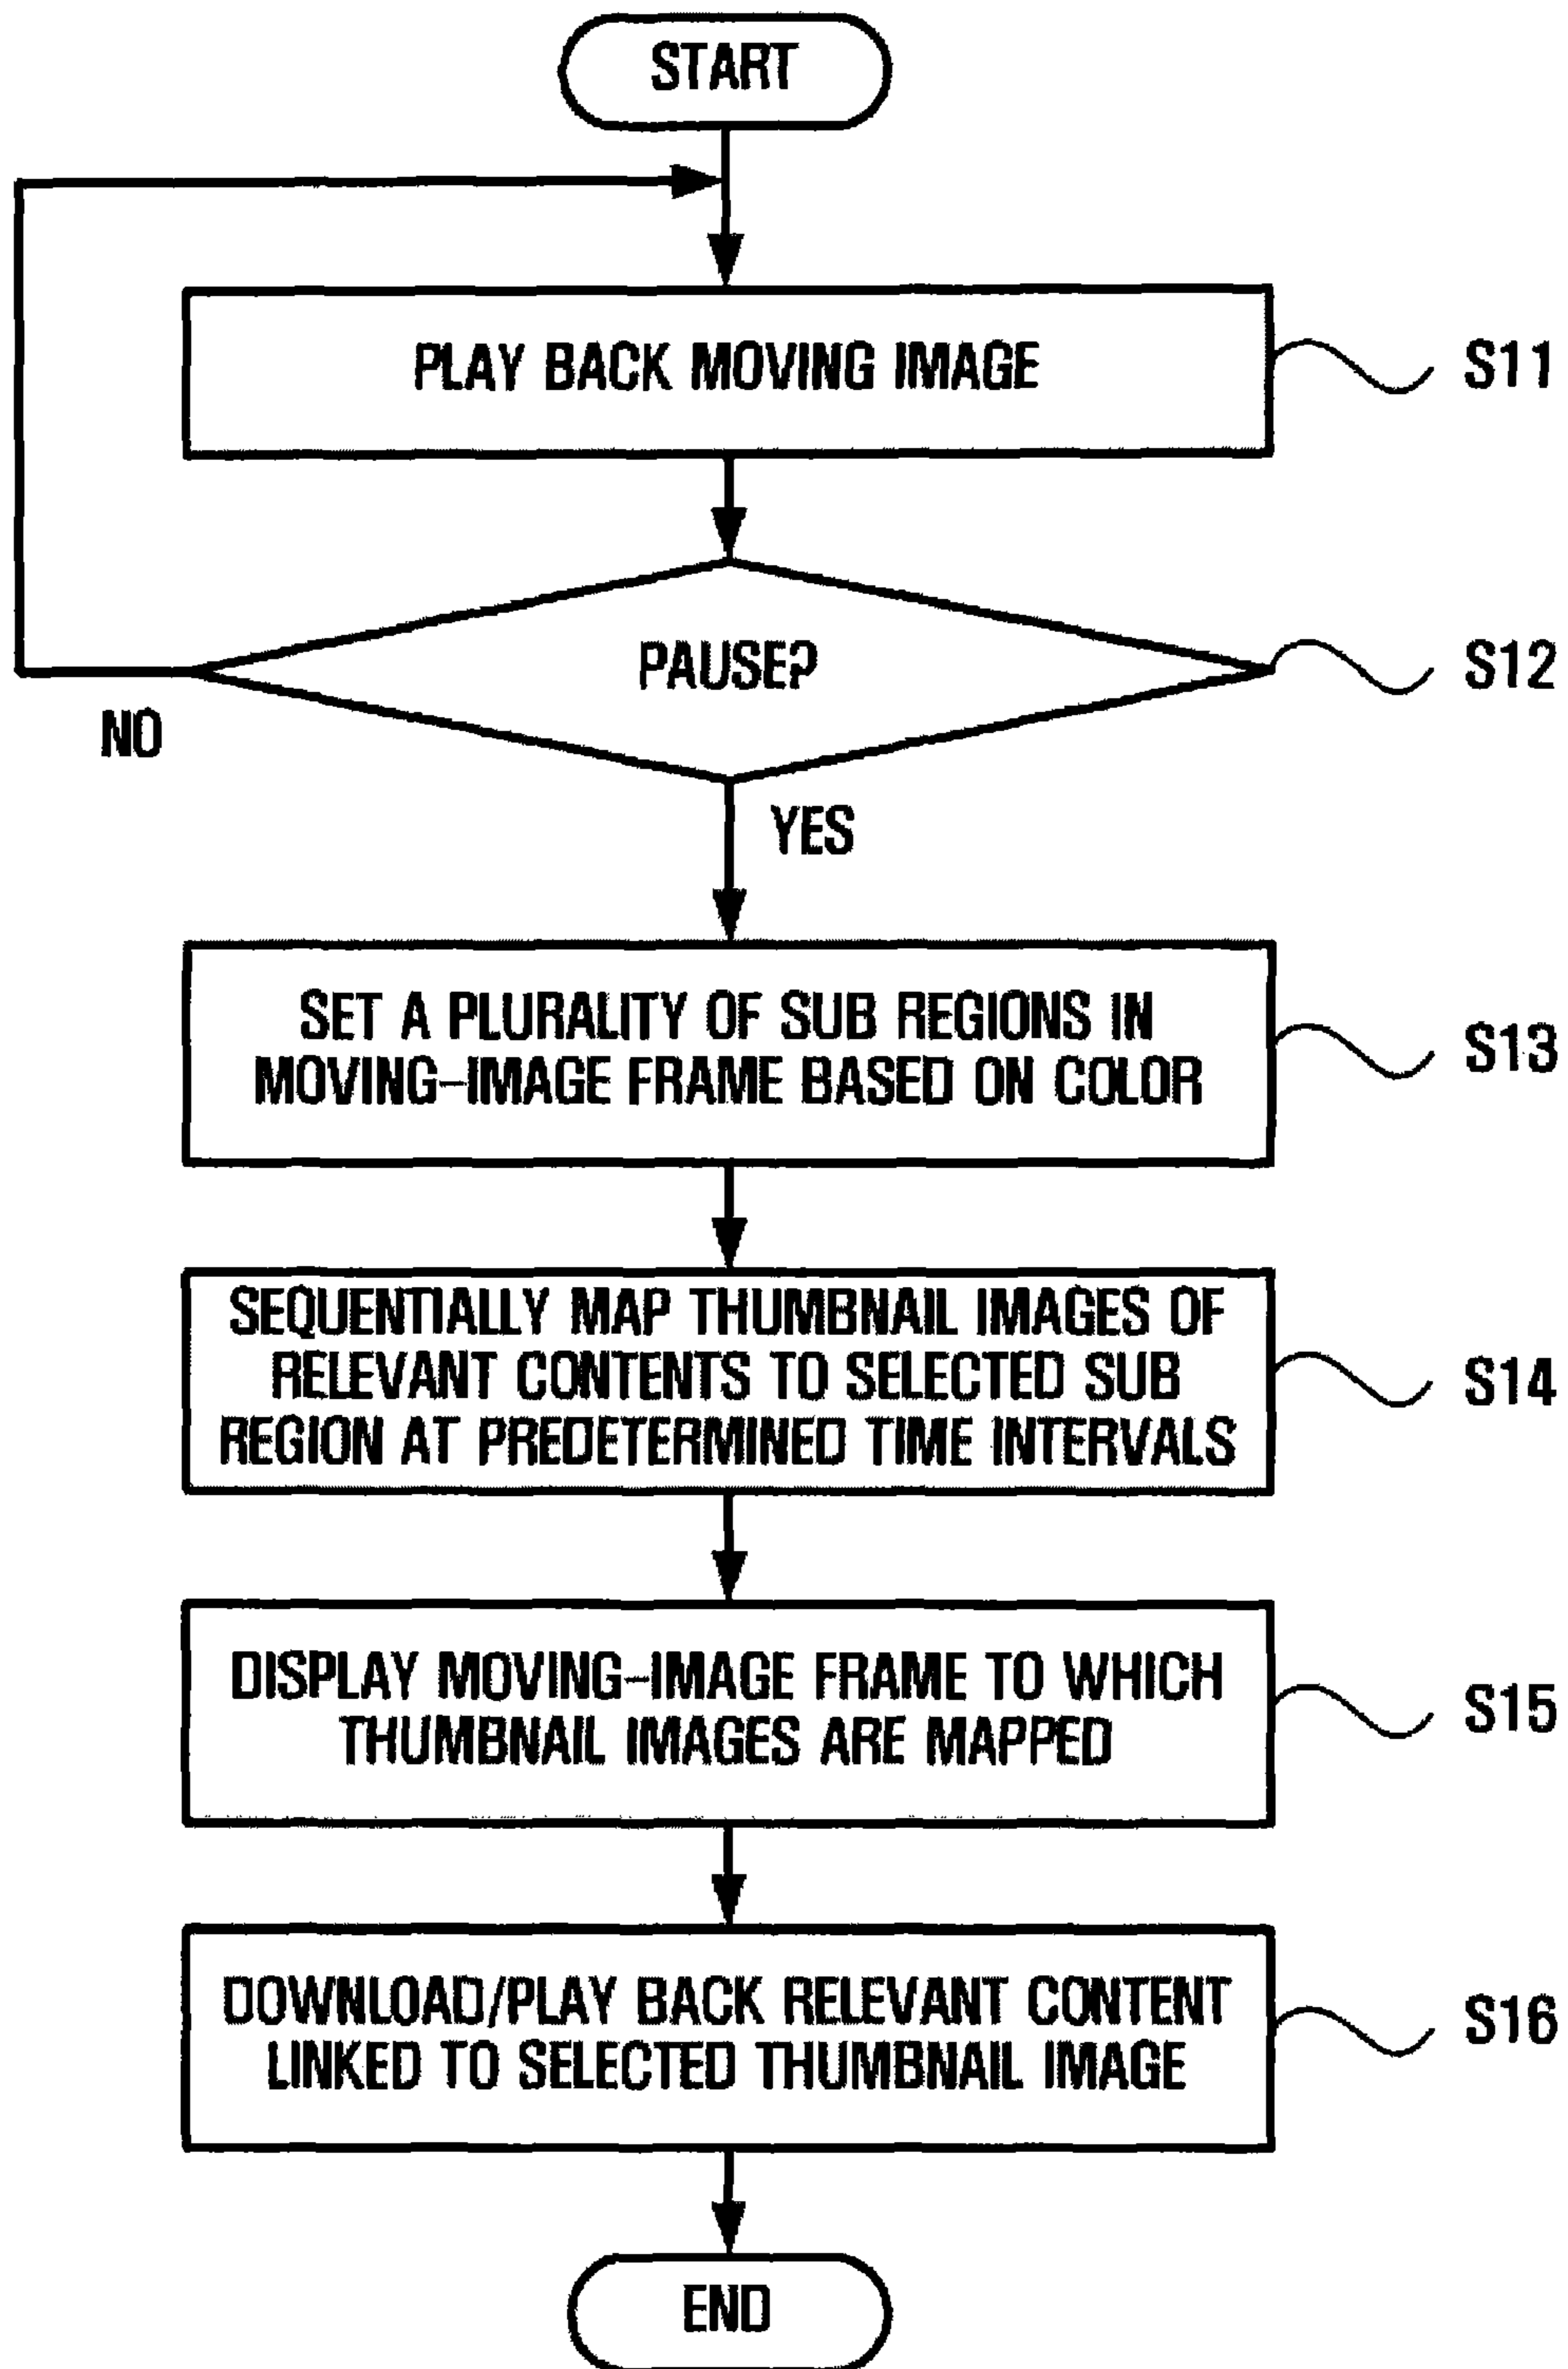 START
PLAY BACK MOVING IMAGE
S11
PAUSE?
S12
NO
YES
SET A PLURALITY OF SUB REGIONS IN
MOVING-IMAGE FRAME BASED ON COLOR
S13
SEQUENTIALLY MAP THUMBNAIL IMAGES OF
RELEVANT CONTENTS TO SELECTED SUB
REGION AT PREDETERMINED TIME INTERVALS
S14
DISPLAY MOVING-IMAGE FRAME TO WHICH
THUMBNAIL IMAGES ARE MAPPED
S15
DOWNLOAD/PLAY BACK RELEVANT CONTENT
LINKED TO SELECTED THUMBNAIL IMAGE
S16
END